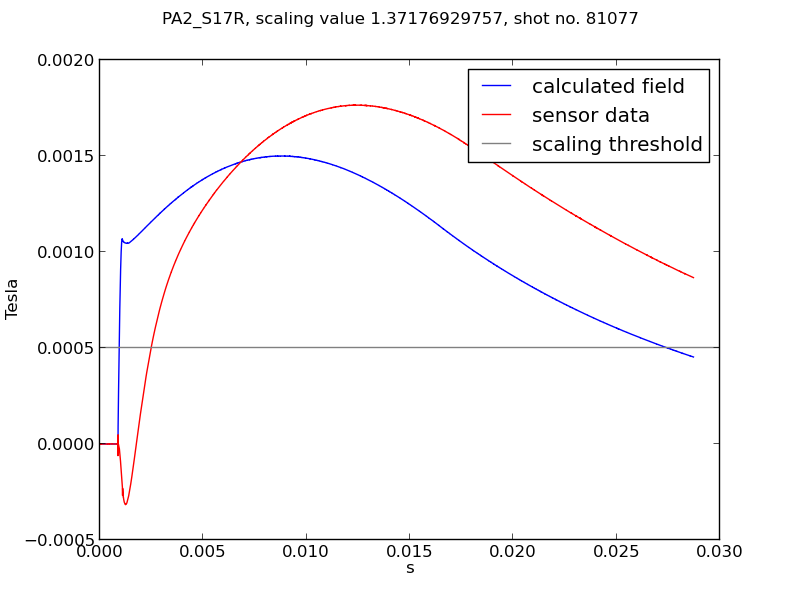 PA2_S17R, scaling value 1.37176929757, shot no. 81077
calculated field
sensor data
scaling threshold
Tesla
0.0020
0.0015
0.0010
0.0005
0.0000
−0.0005
0.000 0.005 0.010 0.015 0.020 0.025 0.030
s